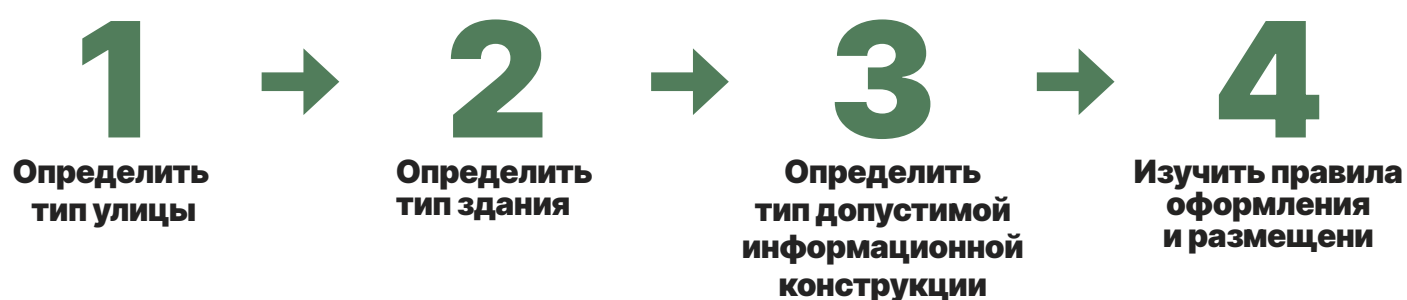 1
Определить
тип улицы
2
Определить
тип здания
3
Определить
тип допустимой
информационной
конструкции
4
Изучить правила
оформления
и размещени